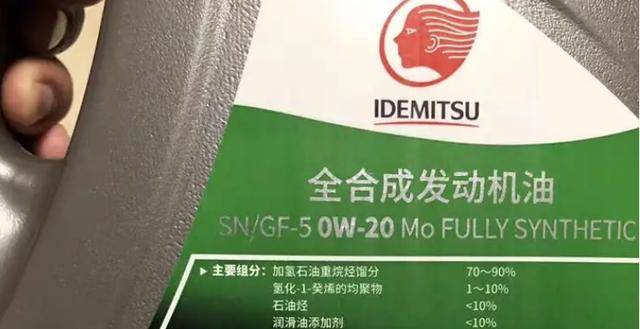 IDEMITSU
全合成发动机油
SN/GF-5 0W-20 Mo FULLY SYNTHETIC
▶ 主要组分: 加氢石油重烷烃馏分 70~90%
氢化-1-癸烯的均聚物 1~10%
石油烃 <10%
润滑油添加剂 <10%